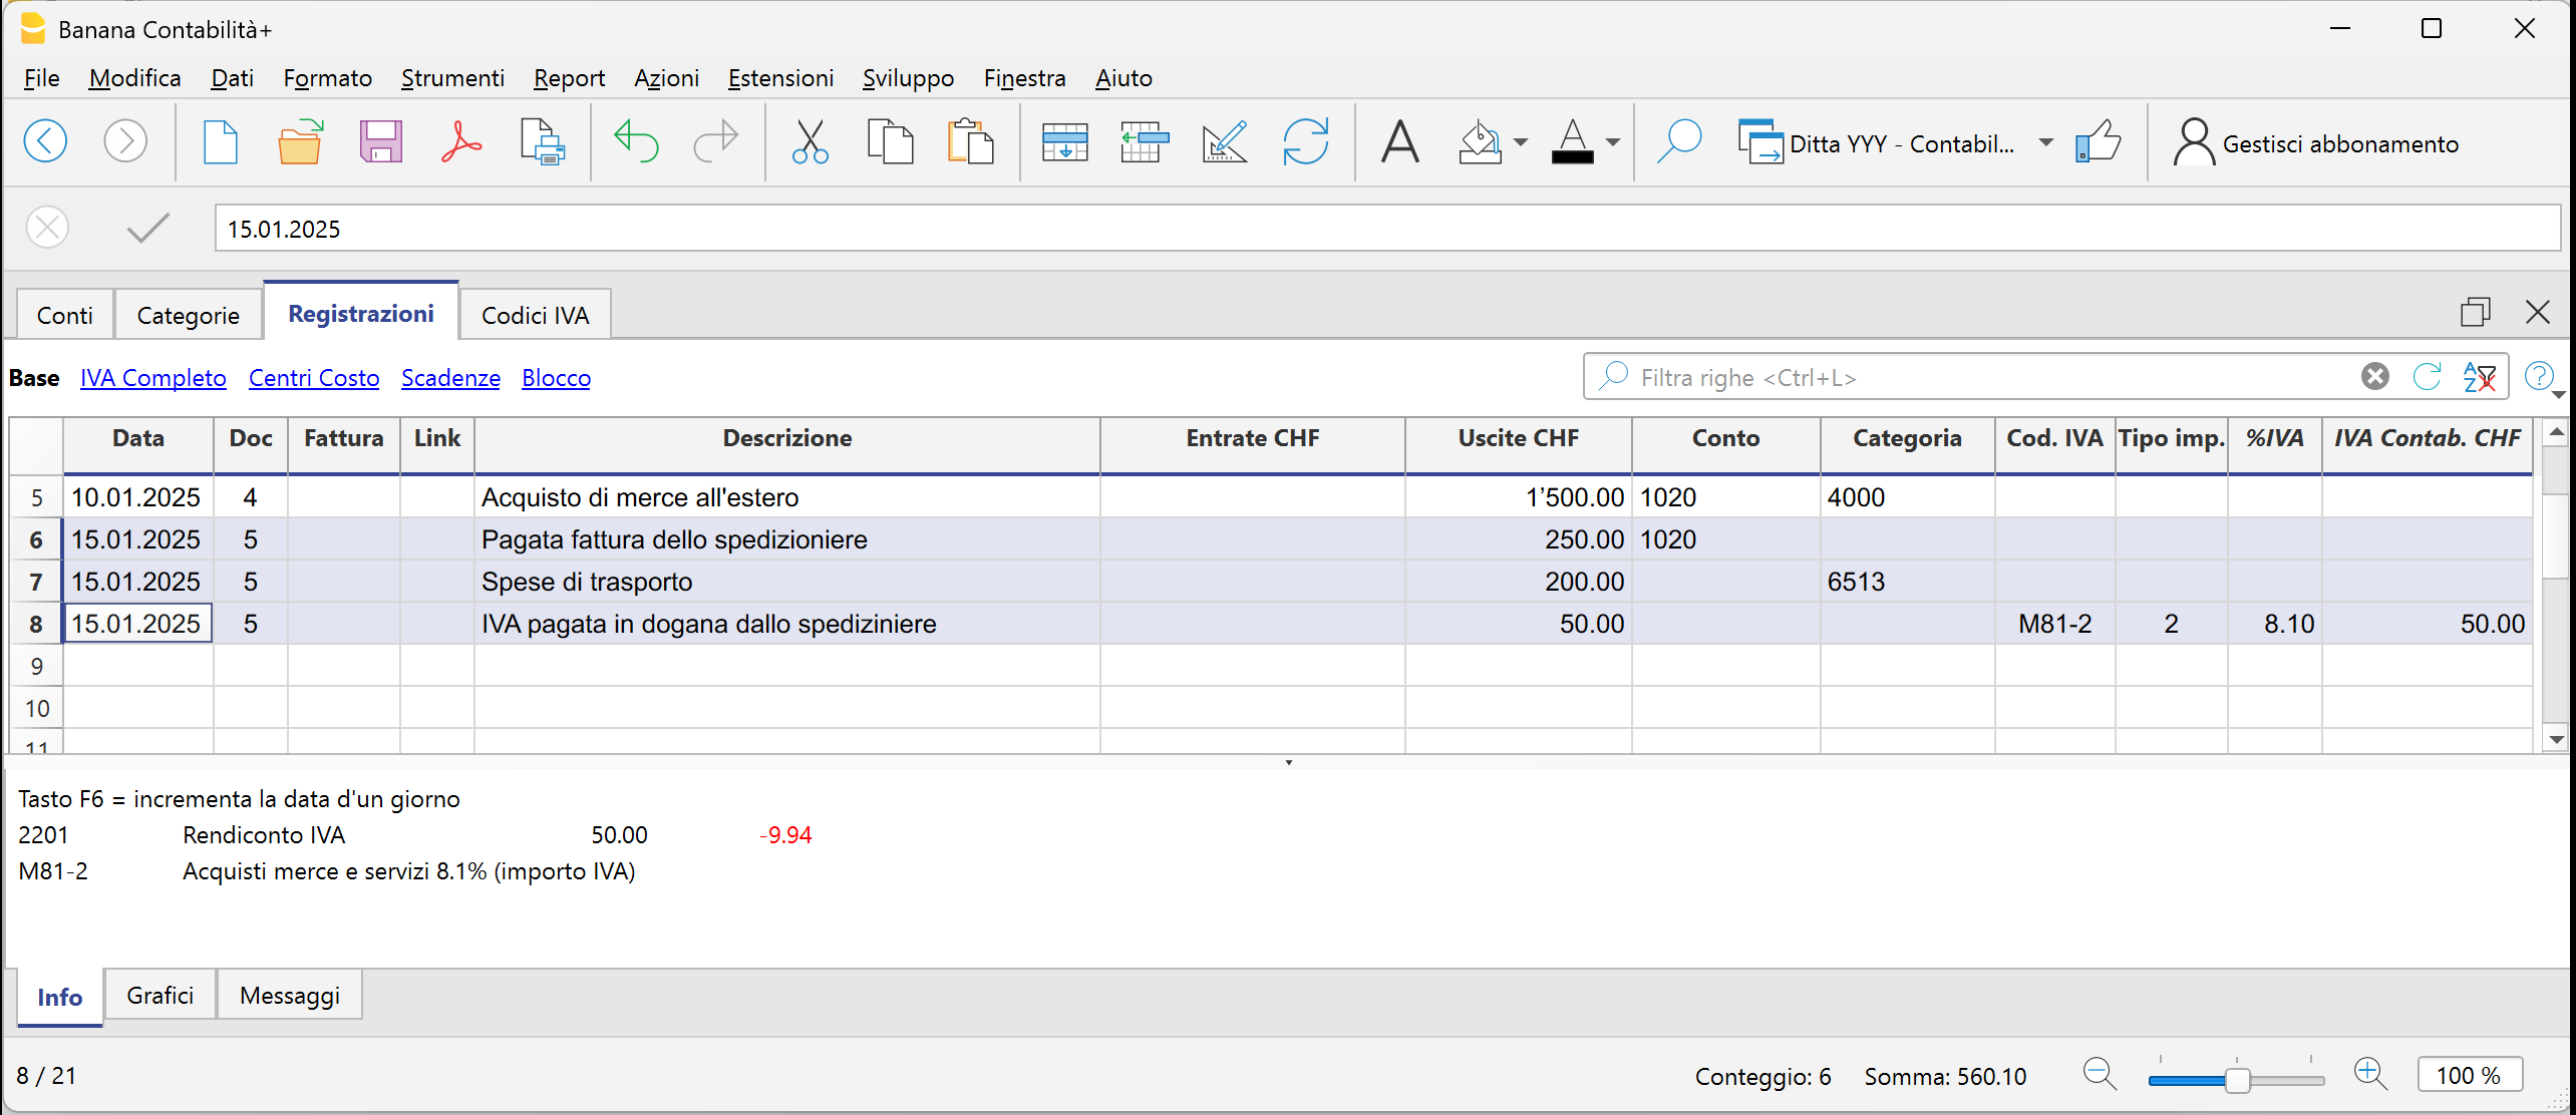 Banana Contabilità+
File Modifica Dati Formato Strumenti Report Azioni Estensioni Sviluppo Finestra Aiuto
Ditta YYY - Contabil... Gestisci abbonamento
15.01.2025
Conti Categorie Registrazioni Codici IVA
Base IVA Completo Centri Costo Scadenze Blocco Filtra righe <Ctrl+L>
Data Doc Fattura Link Descrizione Entrate CHF Uscite CHF Conto Categoria Cod. IVA Tipo imp. %IVA IVA Contab. CHF
5 10.01.2025 4 Acquisto di merce all'estero 1’500.00 1020 4000
6 15.01.2025 5 Pagata fattura dello spedizioniere 250.00 1020
7 15.01.2025 5 Spese di trasporto 200.00 6513
8 15.01.2025 5 IVA pagata in dogana dallo spediziniere 50.00 M81-2 2 8.10 50.00
9
10
11
Tasto F6 = incrementa la data d'un giorno
2201 Rendiconto IVA 50.00 -9.94
M81-2 Acquisti merce e servizi 8.1% (importo IVA)
Info Grafici Messaggi
8 / 21 Conteggio: 6 Somma: 560.10 100 %